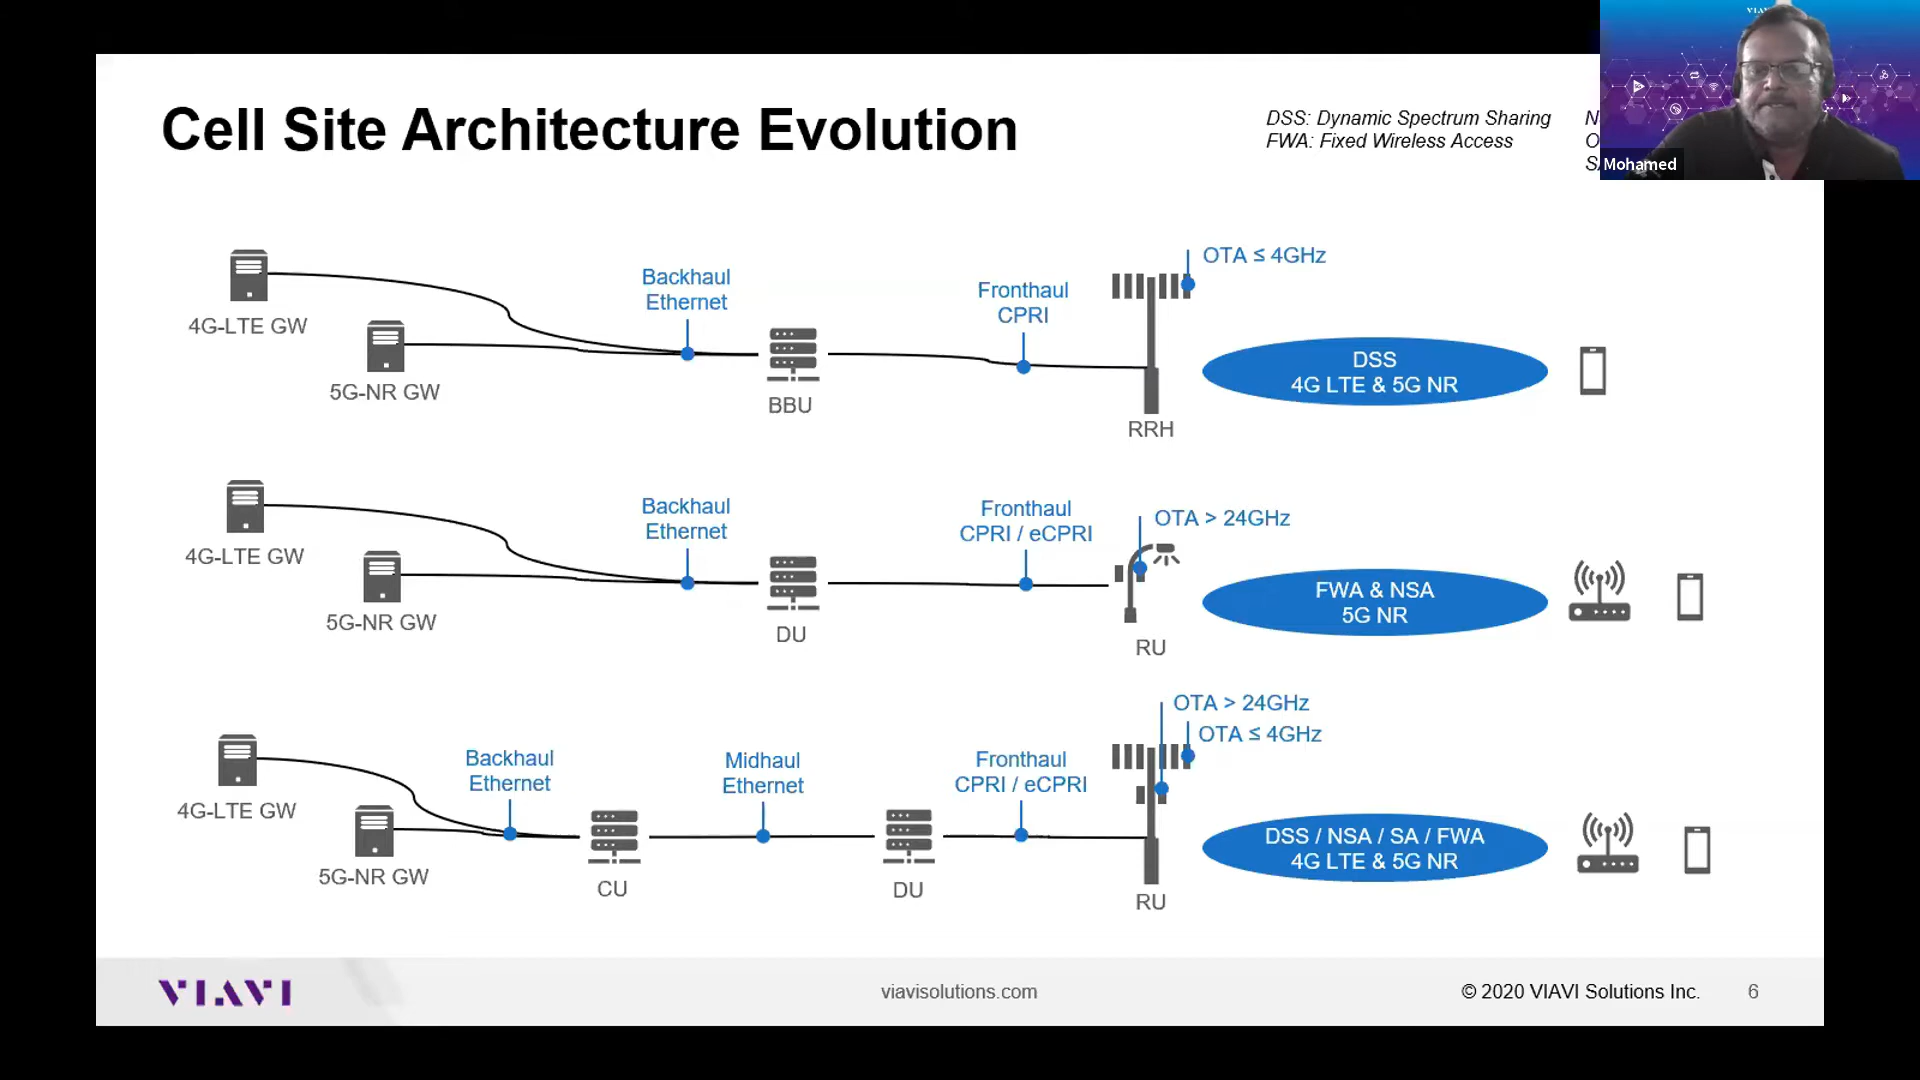 Cell Site Architecture Evolution
DSS: Dynamic Spectrum Sharing
FWA: Fixed Wireless Access
Mohamed
4G-LTE GW
5G-NR GW
Backhaul
Ethernet
BBU
Fronthaul
CPRI
RRH
OTA ≤ 4GHz
DSS
4G LTE & 5G NR
4G-LTE GW
5G-NR GW
Backhaul
Ethernet
DU
Fronthaul
CPRI / eCPRI
RU
OTA > 24GHz
FWA & NSA
5G NR
4G-LTE GW
5G-NR GW
Backhaul
Ethernet
CU
Midhaul
Ethernet
DU
Fronthaul
CPRI / eCPRI
RU
OTA > 24GHz
OTA ≤ 4GHz
DSS / NSA / SA / FWA
4G LTE & 5G NR
VIAVI
viavisolutions.com
© 2020 VIAVI Solutions Inc.
6